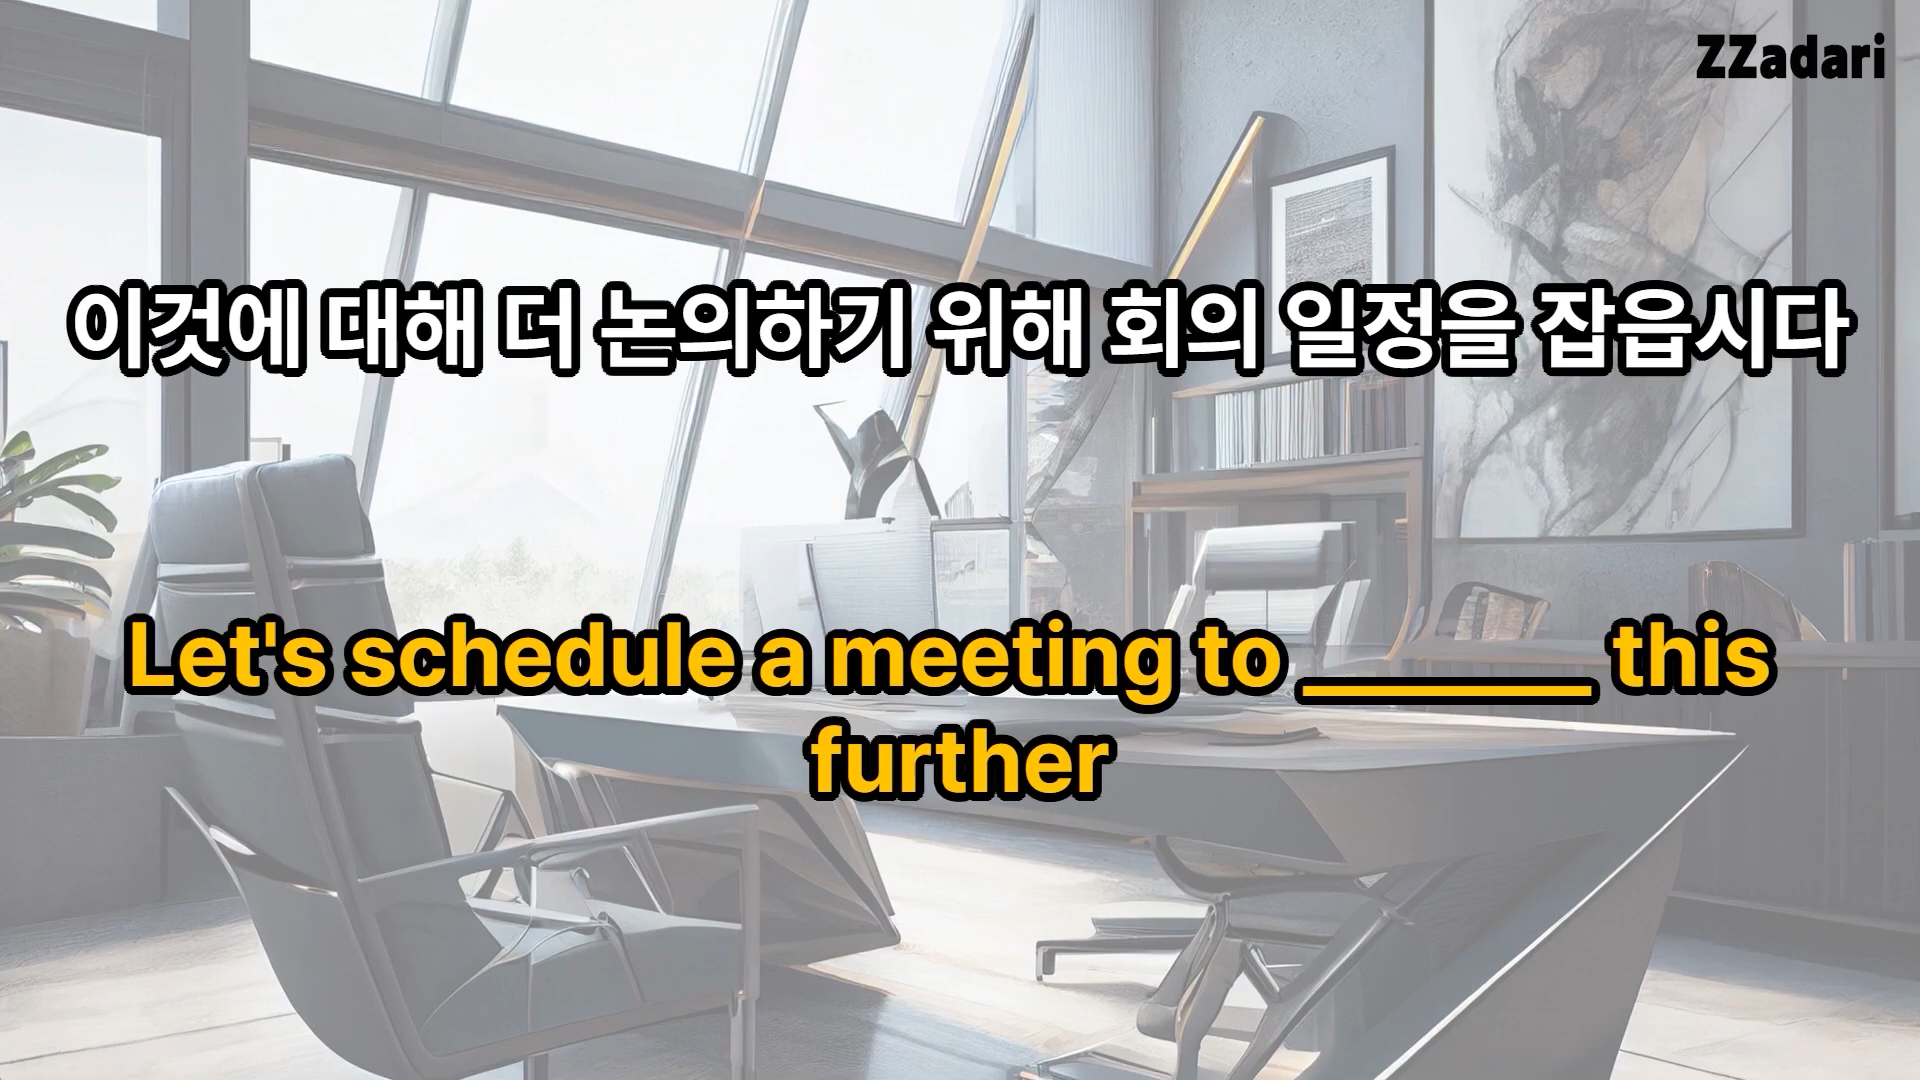 ZZadari
이것에 대해 더 논의하기 위해 회의 일정을 잡읍시다
Let's schedule a meeting to ______ this
further